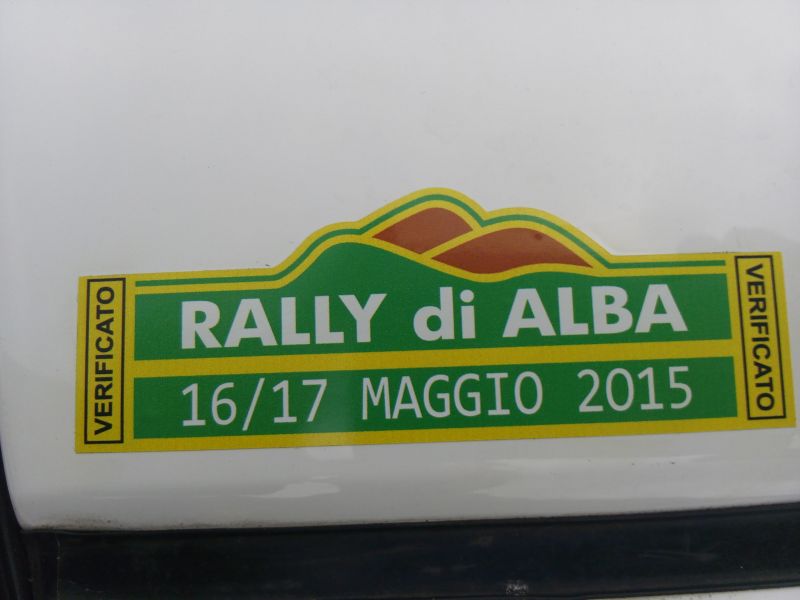 VERIFICATO
RALLY di ALBA
16/17 MAGGIO 2015
VERIFICATO